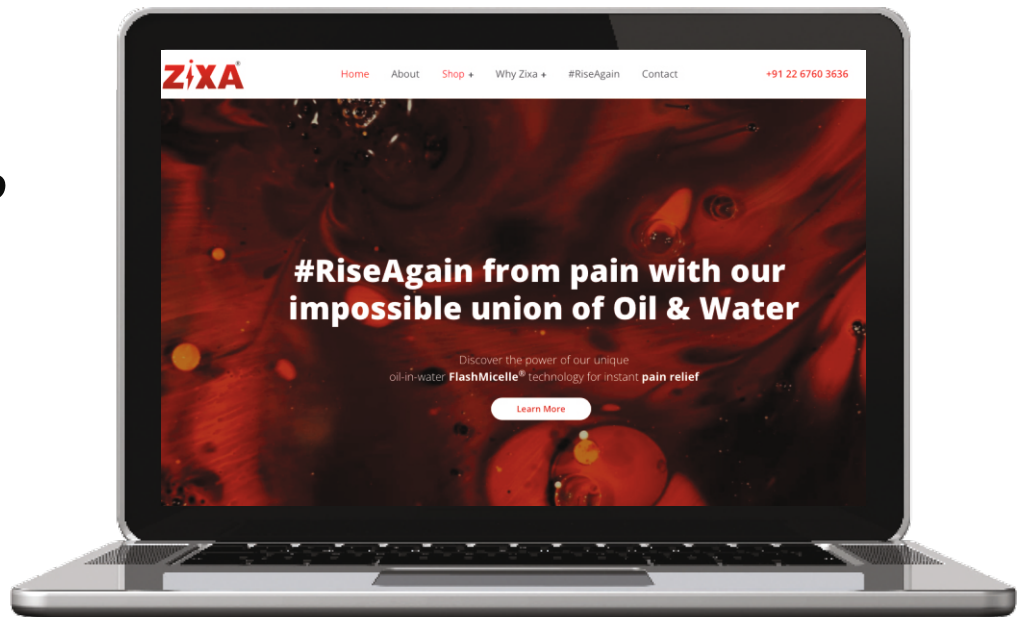 ZiXA®
Home About Shop + Why Zixa + #RiseAgain Contact +91 22 6760 3636
#RiseAgain from pain with our
impossible union of Oil & Water
Discover the power of our unique
oil-in-water FlashMicelle® technology for instant pain relief
Learn More